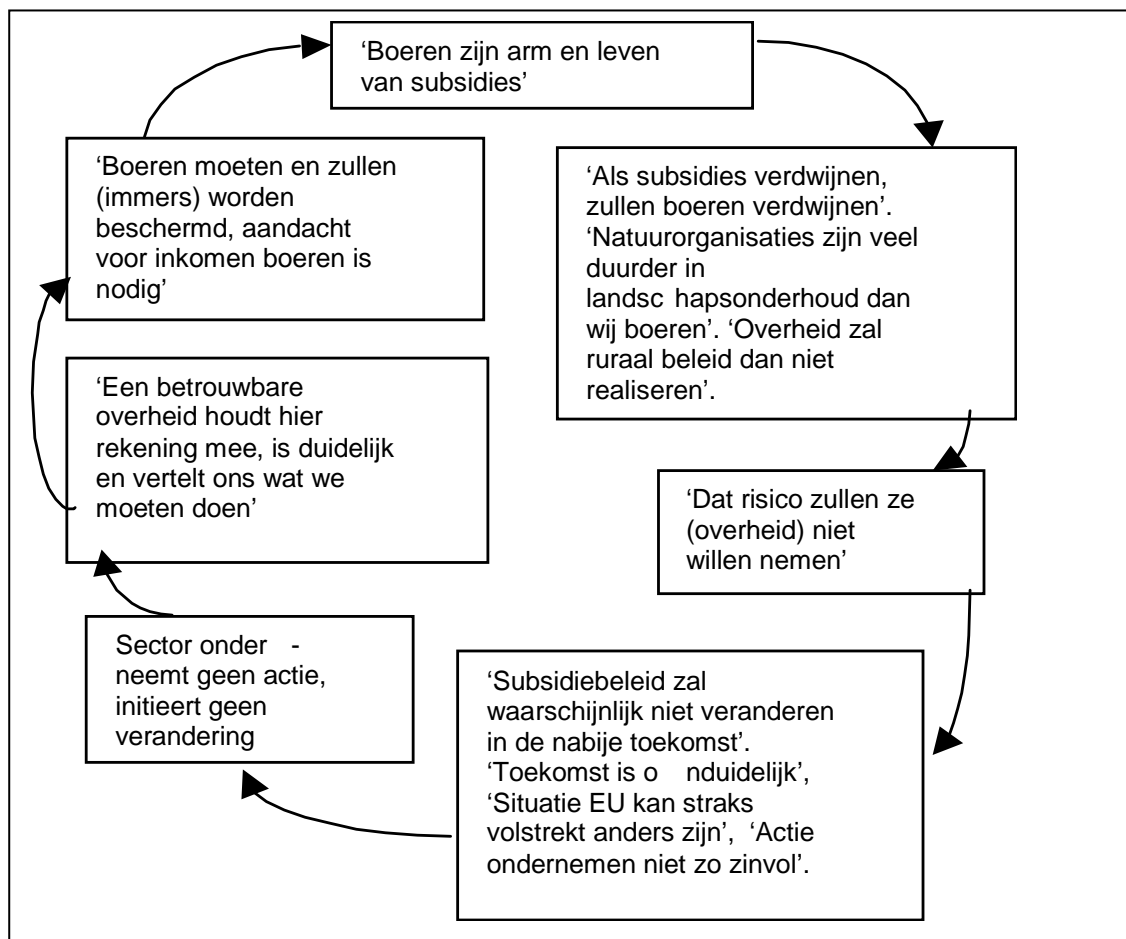 ‘Boeren zijn arm en leven
van subsidies’
‘Als subsidies verdwijnen,
zullen boeren verdwijnen’.
‘Natuurorganisaties zijn veel
duurder in
landsc hapsonderhoud dan
wij boeren’. ‘Overheid zal
ruraal beleid dan niet
realiseren’.
‘Dat risico zullen ze
(overheid) niet
willen nemen’
‘Subsidiebeleid zal
waarschijnlijk niet veranderen
in de nabije toekomst’.
‘Toekomst is o nduidelijk’,
‘Situatie EU kan straks
volstrekt anders zijn’, ‘Actie
ondernemen niet zo zinvol’.
Sector onder -
neemt geen actie,
initieert geen
verandering
‘Een betrouwbare
overheid houdt hier
rekening mee, is duidelijk
en vertelt ons wat we
moeten doen’
‘Boeren moeten en zullen
(immers) worden
beschermd, aandacht
voor inkomen boeren is
nodig’